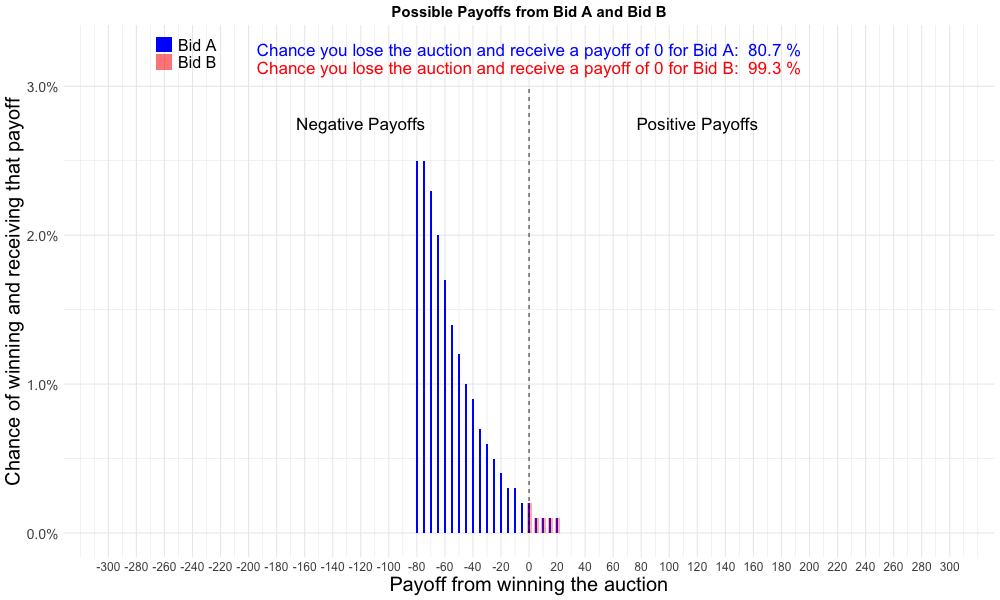 Possible Payoffs from Bid A and Bid B
Bid A
Bid B
Chance you lose the auction and receive a payoff of 0 for Bid A: 80.7 %
Chance you lose the auction and receive a payoff of 0 for Bid B: 99.3 %
Negative Payoffs
Positive Payoffs
Chance of winning and receiving that payoff
3.0%
2.0%
1.0%
0.0%
-300 -280 -260 -240 -220 -200 -180 -160 -140 -120 -100 -80 -60 -40 -20 0 20 40 60 80 100 120 140 160 180 200 220 240 260 280 300
Payoff from winning the auction